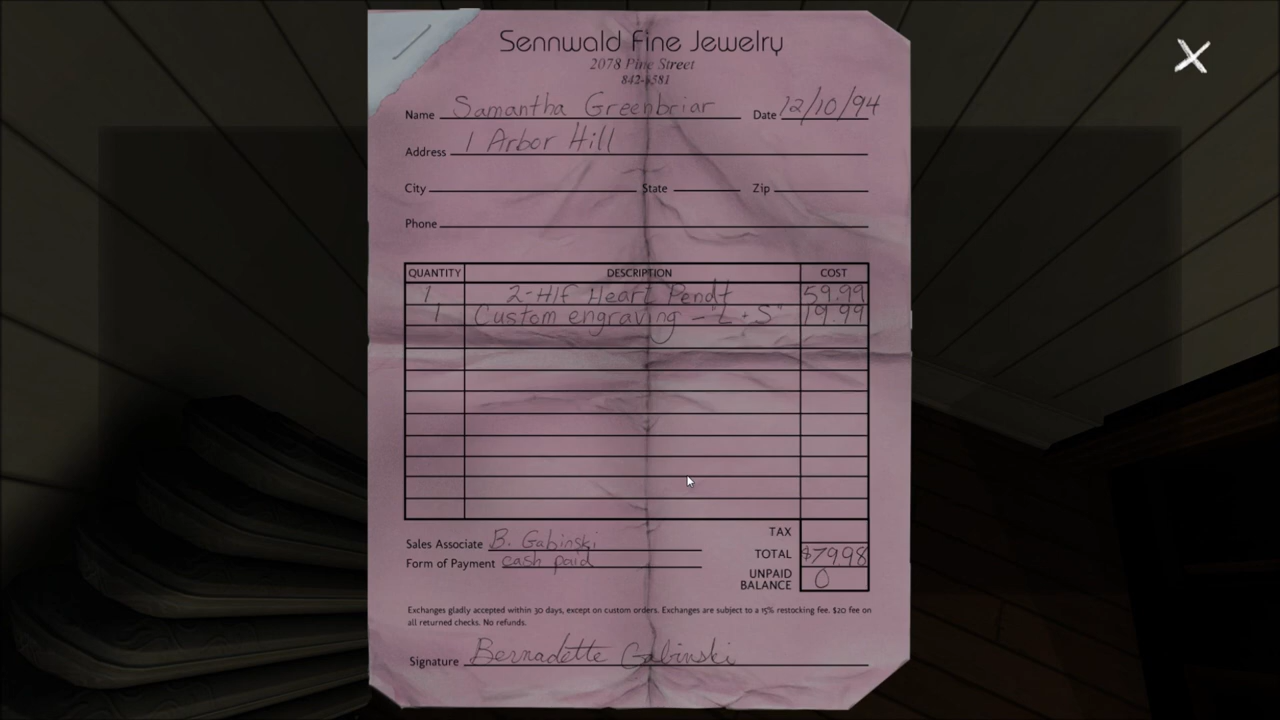 Sennwald Fine Jewelry
2078 Pine Street
842-5581
Name Samantha Greenbriar Date 12/10/94
Address 1 Arbor Hill
City State Zip
Phone
QUANTITY DESCRIPTION COST
1 2-Hlf Heart Pendt 59.99
1 Custom engraving - "L + S" 19.99
TAX
Sales Associate B. Gabinski
TOTAL $79.98
Form of Payment cash paid
UNPAID BALANCE 0
Exchanges gladly accepted within 30 days, except on custom orders. Exchanges are subject to a 15% restocking fee. $20 fee on
all returned checks. No refunds.
Signature Bernadette Gabinski